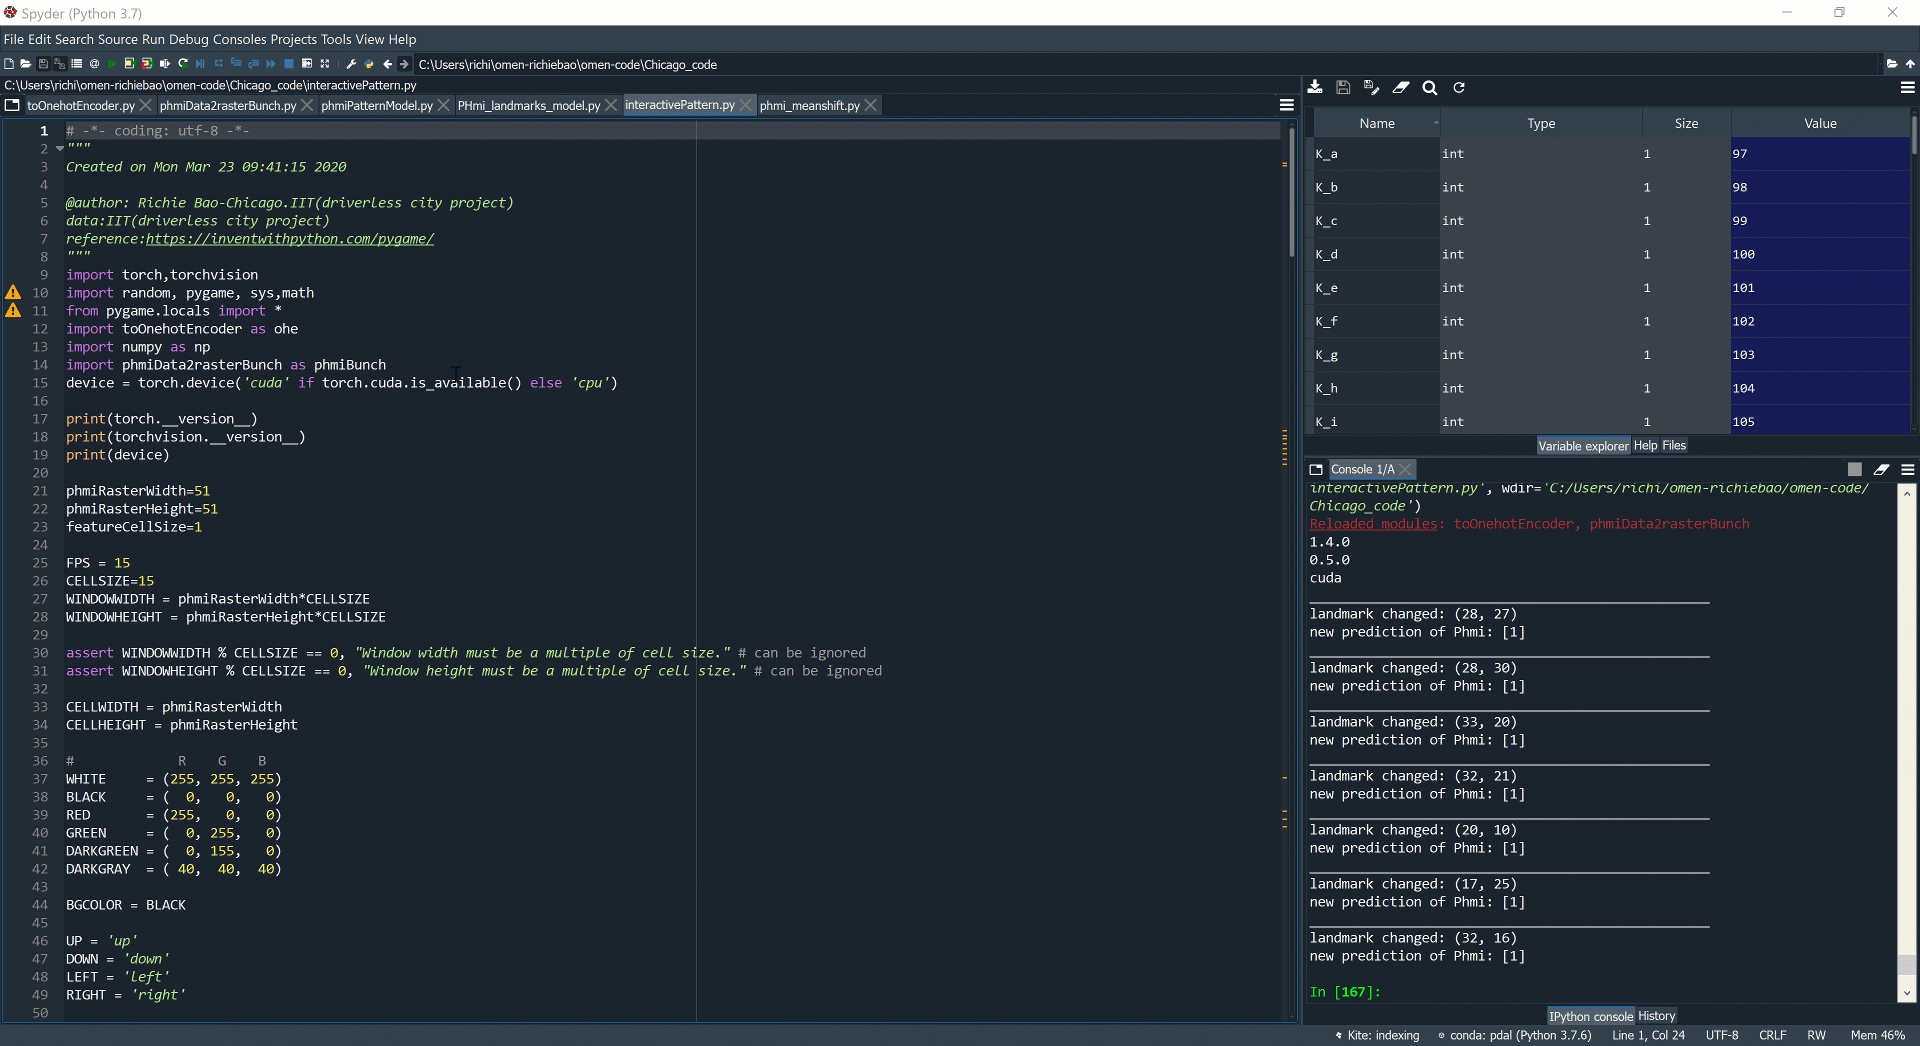 Spyder (Python 3.7)
File Edit Search Source Run Debug Consoles Projects Tools View Help
C:\Users\richi\omen-richiebao\omen-code\Chicago_code
C:\Users\richi\omen-richiebao\omen-code\Chicago_code\interactivePattern.py
toOnehotEncoder.py phmiData2rasterBunch.py phmiPatternModel.py PHmi_landmarks_model.py interactivePattern.py phmi_meanshift.py
1 # -*- coding: utf-8 -*-
2 """
3 Created on Mon Mar 23 09:41:15 2020
4
5 @author: Richie Bao-Chicago.IIT(driverless city project)
6 data:IIT(driverless city project)
7 reference:https://inventwithpython.com/pygame/
8 """
9 import torch,torchvision
10 import random, pygame, sys,math
11 from pygame.locals import *
12 import toOnehotEncoder as ohe
13 import numpy as np
14 import phmiData2rasterBunch as phmiBunch
15 device = torch.device('cuda' if torch.cuda.is_available() else 'cpu')
16
17 print(torch.__version__)
18 print(torchvision.__version__)
19 print(device)
20
21 phmiRasterWidth=51
22 phmiRasterHeight=51
23 featureCellSize=1
24
25 FPS = 15
26 CELLSIZE=15
27 WINDOWWIDTH = phmiRasterWidth*CELLSIZE
28 WINDOWHEIGHT = phmiRasterHeight*CELLSIZE
29
30 assert WINDOWWIDTH % CELLSIZE == 0, "Window width must be a multiple of cell size." # can be ignored
31 assert WINDOWHEIGHT % CELLSIZE == 0, "Window height must be a multiple of cell size." # can be ignored
32
33 CELLWIDTH = phmiRasterWidth
34 CELLHEIGHT = phmiRasterHeight
35
36 # R G B
37 WHITE = (255, 255, 255)
38 BLACK = ( 0, 0, 0)
39 RED = (255, 0, 0)
40 GREEN = ( 0, 255, 0)
41 DARKGREEN = ( 0, 155, 0)
42 DARKGRAY = ( 40, 40, 40)
43
44 BGCOLOR = BLACK
45
46 UP = 'up'
47 DOWN = 'down'
48 LEFT = 'left'
49 RIGHT = 'right'
50
Name Type Size Value
K_a int 1 97
K_b int 1 98
K_c int 1 99
K_d int 1 100
K_e int 1 101
K_f int 1 102
K_g int 1 103
K_h int 1 104
K_i int 1 105
Variable explorer Help Files
Console 1/A
interactivePattern.py', wdir='C:/Users/richi/omen-richiebao/omen-code/
Chicago_code')
Reloaded modules: toOnehotEncoder, phmiData2rasterBunch
1.4.0
0.5.0
cuda
landmark changed: (28, 27)
new prediction of Phmi: [1]
landmark changed: (28, 30)
new prediction of Phmi: [1]
landmark changed: (33, 20)
new prediction of Phmi: [1]
landmark changed: (32, 21)
new prediction of Phmi: [1]
landmark changed: (20, 10)
new prediction of Phmi: [1]
landmark changed: (17, 25)
new prediction of Phmi: [1]
landmark changed: (32, 16)
new prediction of Phmi: [1]
In [167]:
IPython console History
Kite: indexing conda: pdal (Python 3.7.6) Line 1, Col 24 UTF-8 CRLF RW Mem 46%